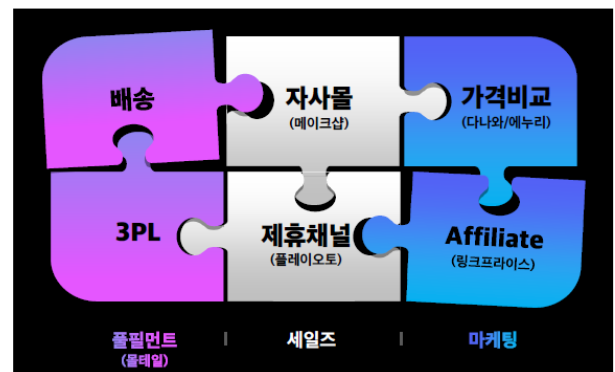 배송
자사몰
(메이크샵)
가격비교
(다나와/에누리)
3PL
제휴채널
(플레이오토)
Affiliate
(링크프라이스)
풀필먼트
(몰테일)
세일즈
마케팅